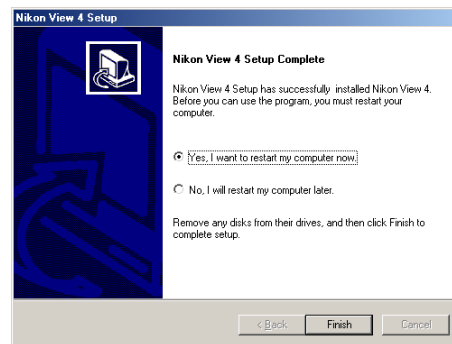 Nikon View 4 Setup
Nikon View 4 Setup Complete
Nikon View 4 Setup has successfully installed Nikon View 4.
Before you can use the program, you must restart your
computer.
Yes, I want to restart my computer now.
No, I will restart my computer later.
Remove any disks from their drives, and then click Finish to
complete setup.
< Back
Finish
Cancel